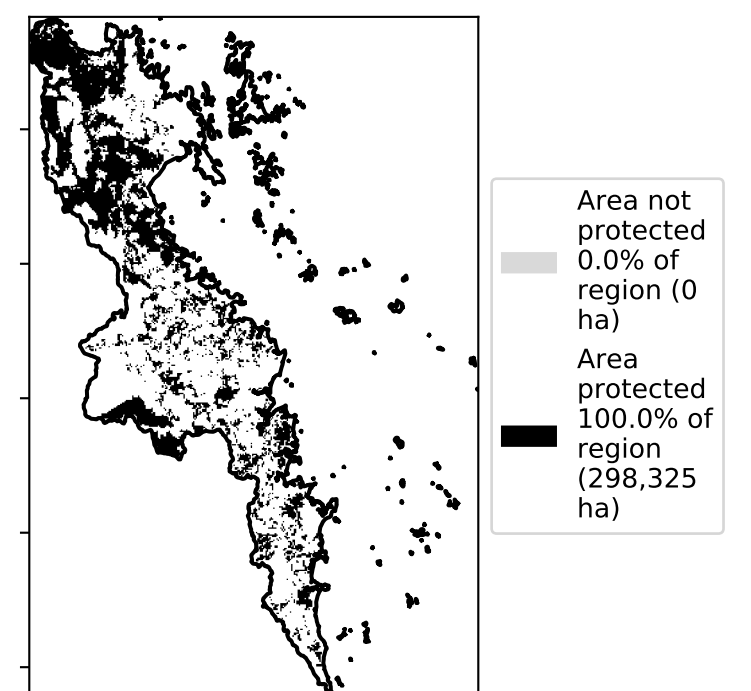 Area not
protected
0.0% of
region (0
ha)
Area
protected
100.0% of
region
(298,325
ha)